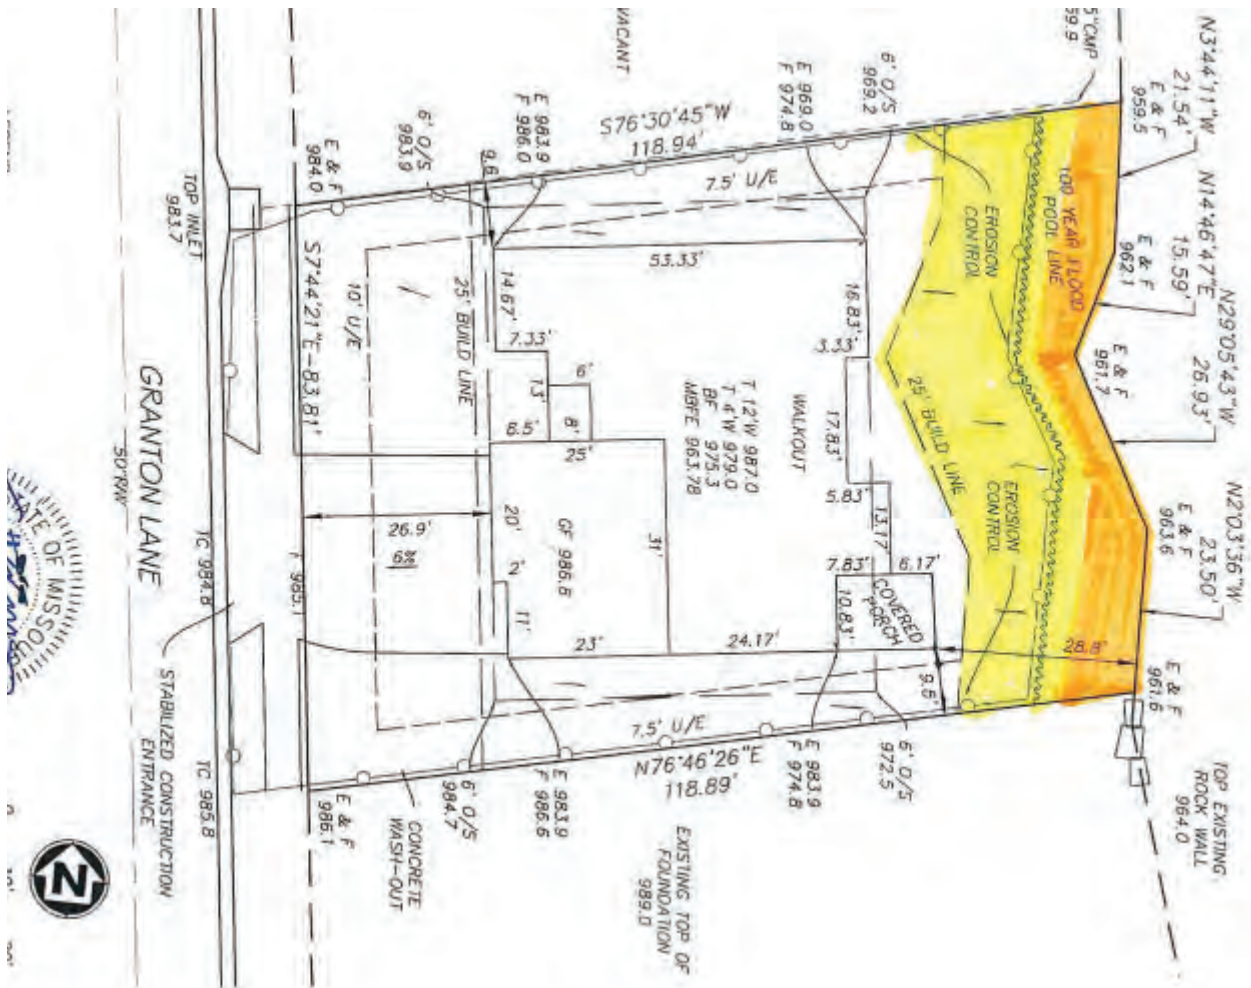 N3°44'11"W
21.54'
E & F
959.5
N14°46'47"E
15.59'
E & F
962.1
N29°05'43"W
26.93'
E & F
961.7
N2°03'36"W
23.50'
E & F
963.6
E & F
961.6
TOP EXISTING
ROCK WALL
964.0
5"CMP
59.9
VACANT
6' O/S
969.2
E 969.0
F 974.8
S76°30'45"W
118.94'
7.5' U/E
E 983.9
F 986.0
6' O/S
983.9
9.6'
E & F
984.0
TOP INLET
983.7
100 YEAR FLOOD
POOL LINE
EROSION
CONTROL
25' BUILD LINE
EROSION
CONTROL
28.8'
53.33'
16.83'
3.33'
17.83'
5.83'
13.17'
7.83'
6.17'
10.83'
COVERED
PORCH
9.6'
WALKOUT
T 12"W 987.0
T 4'W 979.0
BF 975.3
MBFE 963.78
14.67'
7.33'
13'
6'
8'
6.5'
25'
20'
GF 986.8
31'
2'
11'
23'
24.17'
26.9'
6%
10' U/E
25' BUILD LINE
S7°44'21"E-83.81'
GRANTON LANE
50'R/W
TC 984.8
985.1
STABILIZED CONSTRUCTION
ENTRANCE
TC 985.8
E & F
986.1
CONCRETE
WASH-OUT
6' O/S
984.7
E 983.9
F 986.6
7.5' U/E
N76°46'26"E
118.89'
E 983.9
F 974.8
6' O/S
972.5
EXISTING TOP OF
FOUNDATION
989.0
N